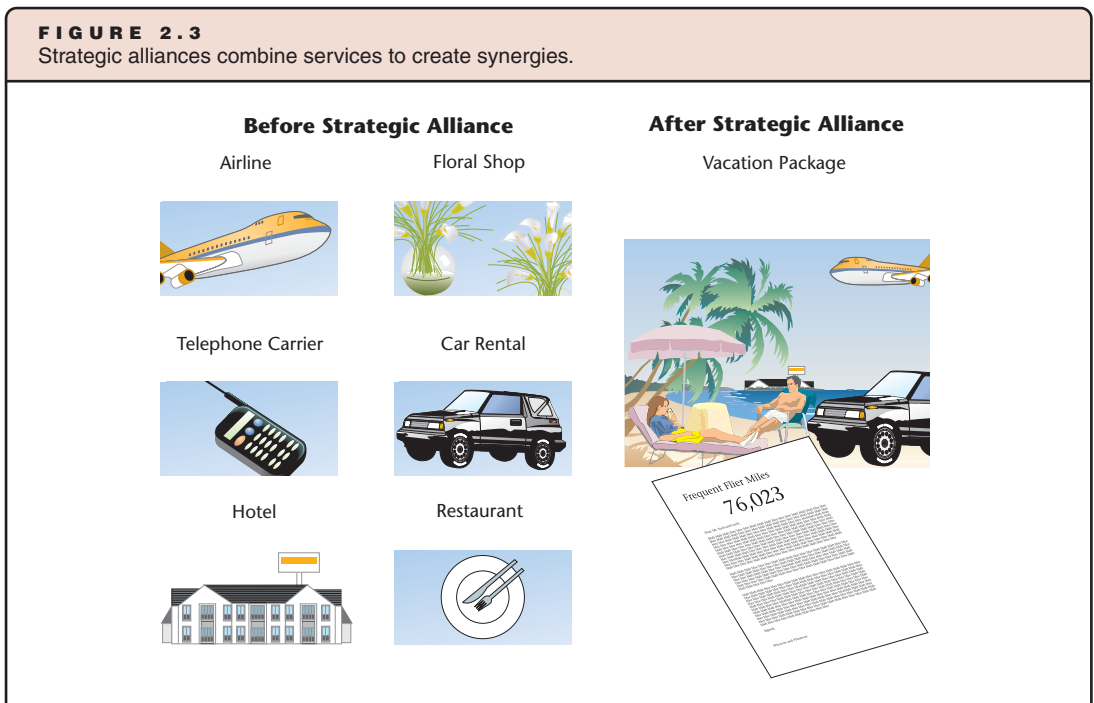 FIGURE 2.3
Strategic alliances combine services to create synergies.
Before Strategic Alliance
After Strategic Alliance
Airline
Floral Shop
Vacation Package
Telephone Carrier
Car Rental
Hotel
Restaurant
Frequent Flier Miles
76,023